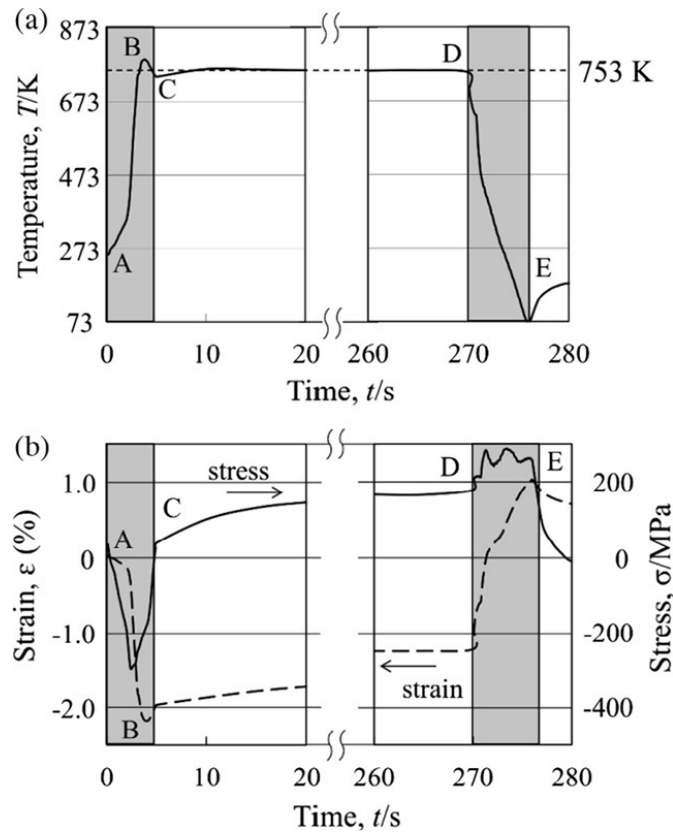 (a)
873
673
473
273
73
Temperature, T/K
B
C
A
D
E
753 K
0
10
20
260
270
280
Time, t/s
(b)
1.0
0
-1.0
-2.0
Strain, ε (%)
A
B
C
stress
D
E
strain
200
0
-200
-400
Stress, σ/MPa
0
10
20
260
270
280
Time, t/s